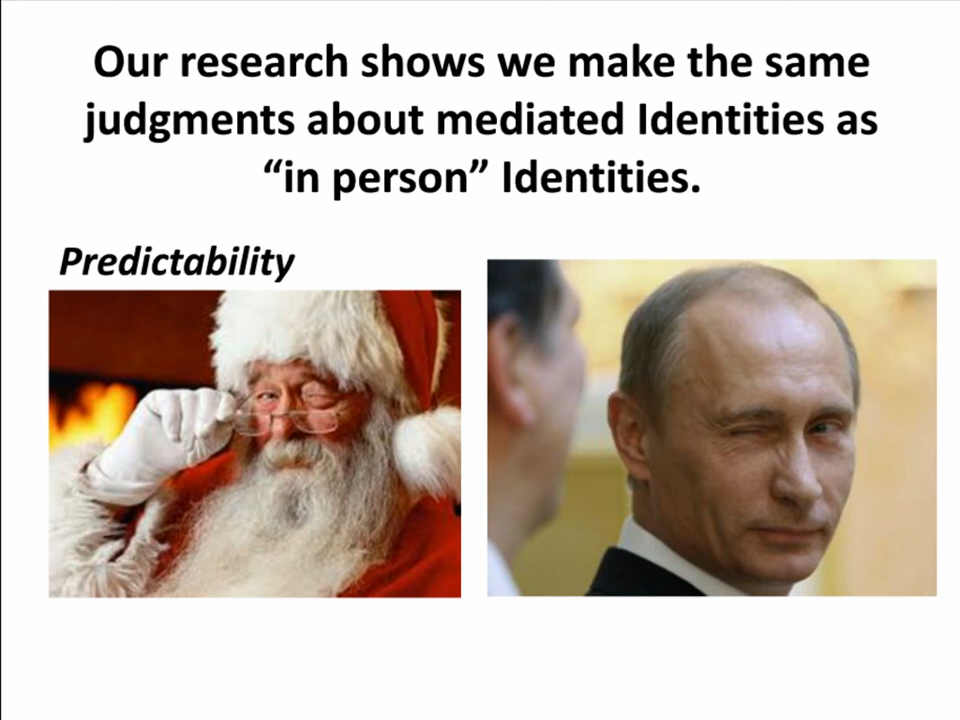 Our research shows we make the same
judgments about mediated Identities as
“in person” Identities.
Predictability